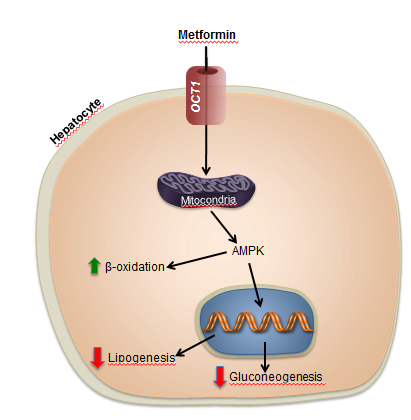 Metformin
OCT1
Hepatocyte
Mitocondria
AMPK
β-oxidation
Lipogenesis
Gluconeogenesis